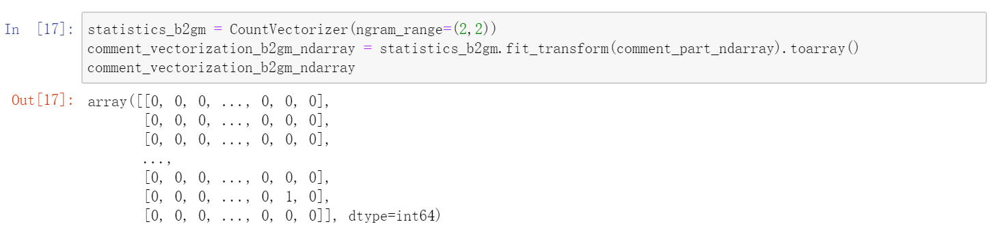 In [17]: statistics_b2gm = CountVectorizer(ngram_range=(2,2))
comment_vectorization_b2gm_ndarray = statistics_b2gm.fit_transform(comment_part_ndarray).toarray()
comment_vectorization_b2gm_ndarray
Out[17]: array([[0, 0, 0, ..., 0, 0, 0],
[0, 0, 0, ..., 0, 0, 0],
[0, 0, 0, ..., 0, 0, 0],
...,
[0, 0, 0, ..., 0, 0, 0],
[0, 0, 0, ..., 0, 1, 0],
[0, 0, 0, ..., 0, 0, 0]], dtype=int64)